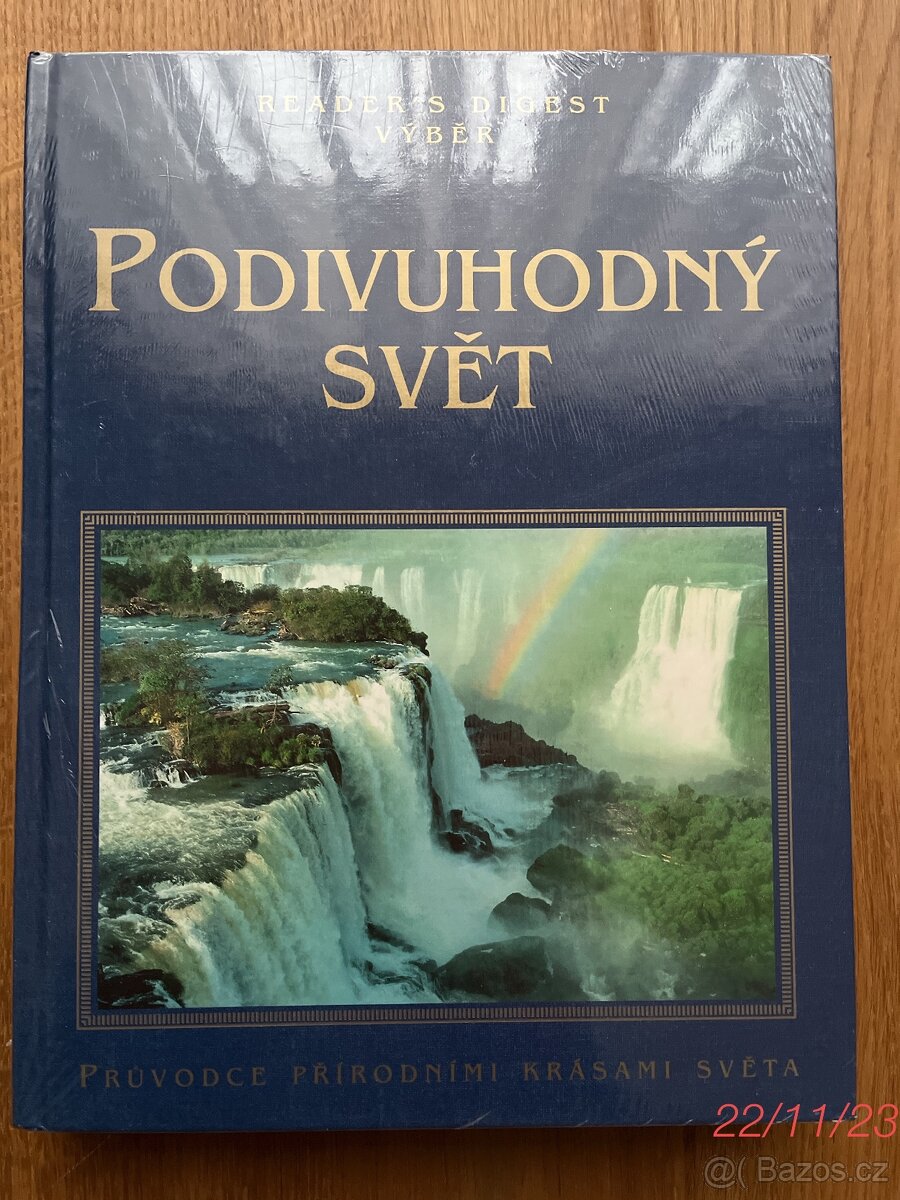 READER'S DIGEST
VÝBĚR
PODIVUHODNÝ
SVĚT
PRŮVODCE PŘÍRODNÍMI KRÁSAMI SVĚTA
22/11/23
@( Bazos.cz